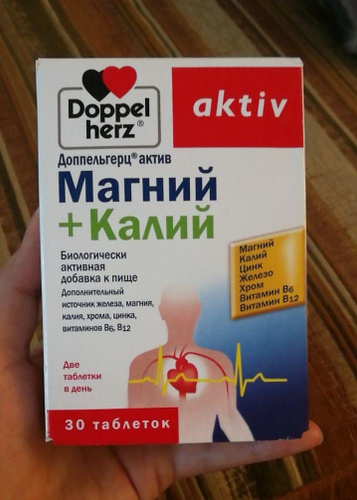 Doppel
herz®
aktiv
Доппельгерц® актив
Магний
+Калий
Биологически
активная
добавка к пище
Дополнительный
источник железа, магния,
калия, хрома, цинка,
витаминов B6, B12
Магний
Калий
Цинк
Железо
Хром
Витамин B6
Витамин B12
Две
таблетки
в день
30 таблеток